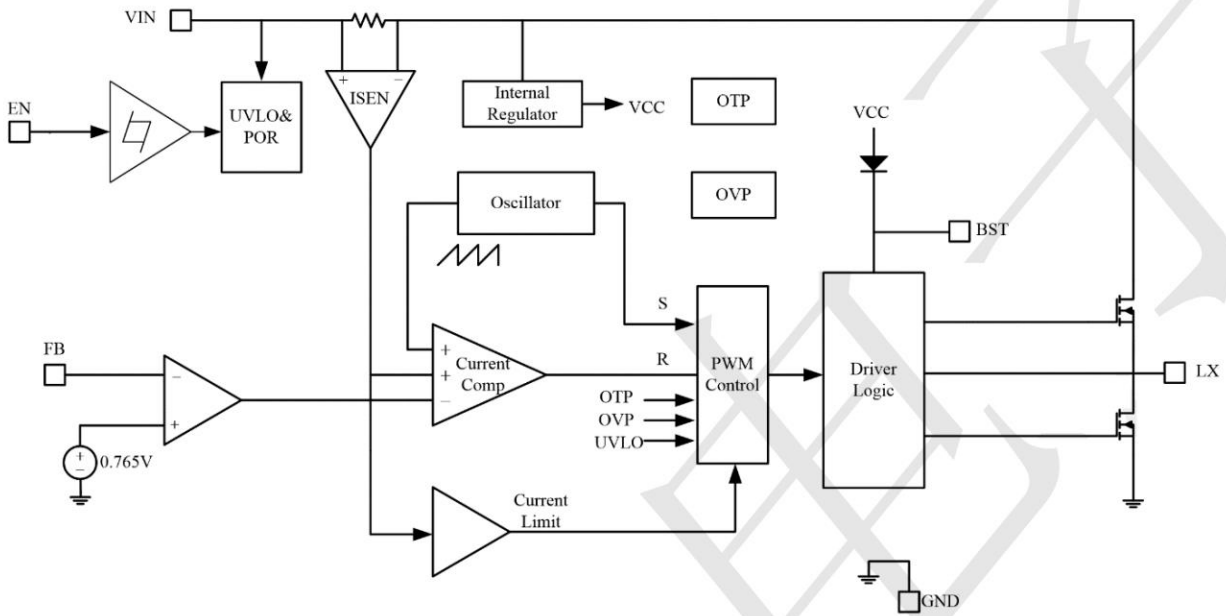 VIN
EN
UVLO&
POR
+
−
ISEN
Internal
Regulator
VCC
OTP
OVP
VCC
BST
Oscillator
S
R
FB
−
+
+
−
0.765V
+
+
−
Current
Comp
OTP
OVP
UVLO
PWM
Control
Driver
Logic
LX
Current
Limit
GND